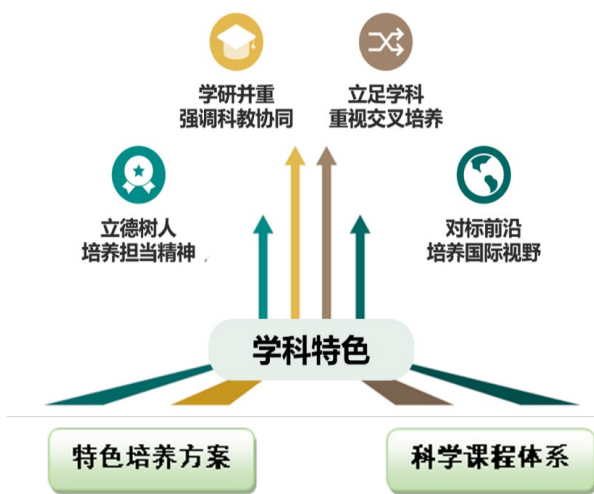 学研并重
强调科教协同
立足学科
重视交叉培养
立德树人
培养担当精神
对标前沿
培养国际视野
学科特色
特色培养方案
科学课程体系